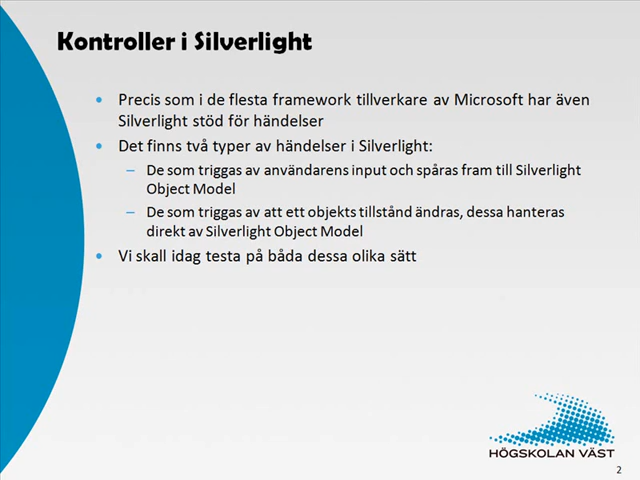 Kontroller i Silverlight
• Precis som i de flesta framework tillverkare av Microsoft har även
Silverlight stöd för händelser
• Det finns två typer av händelser i Silverlight:
– De som triggas av användarens input och spåras fram till Silverlight
Object Model
– De som triggas av att ett objekts tillstånd ändras, dessa hanteras
direkt av Silverlight Object Model
• Vi skall idag testa på båda dessa olika sätt
HÖGSKOLAN VÄST
2